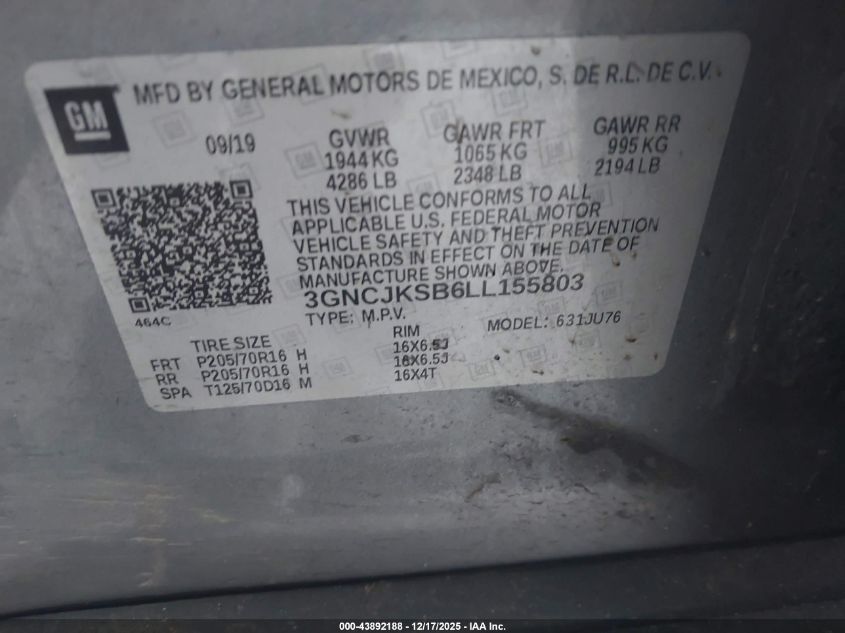 GM
MFD BY GENERAL MOTORS DE MEXICO, S. DE R.L. DE C.V.
09/19
GVWR GAWR FRT GAWR RR
1944 KG 1065 KG 995 KG
4286 LB 2348 LB 2194 LB
THIS VEHICLE CONFORMS TO ALL
APPLICABLE U.S. FEDERAL MOTOR
VEHICLE SAFETY AND THEFT PREVENTION
STANDARDS IN EFFECT ON THE DATE OF
MANUFACTURE SHOWN ABOVE.
3GNCJKSB6LL155803
464C
TYPE: M.P.V. MODEL: 631JU76
TIRE SIZE RIM
FRT P205/70R16 H 16X6.5J
RR P205/70R16 H 16X6.5J
SPA T125/70D16 M 16X4T
000-43892188 - 12/17/2025 - IAA Inc.